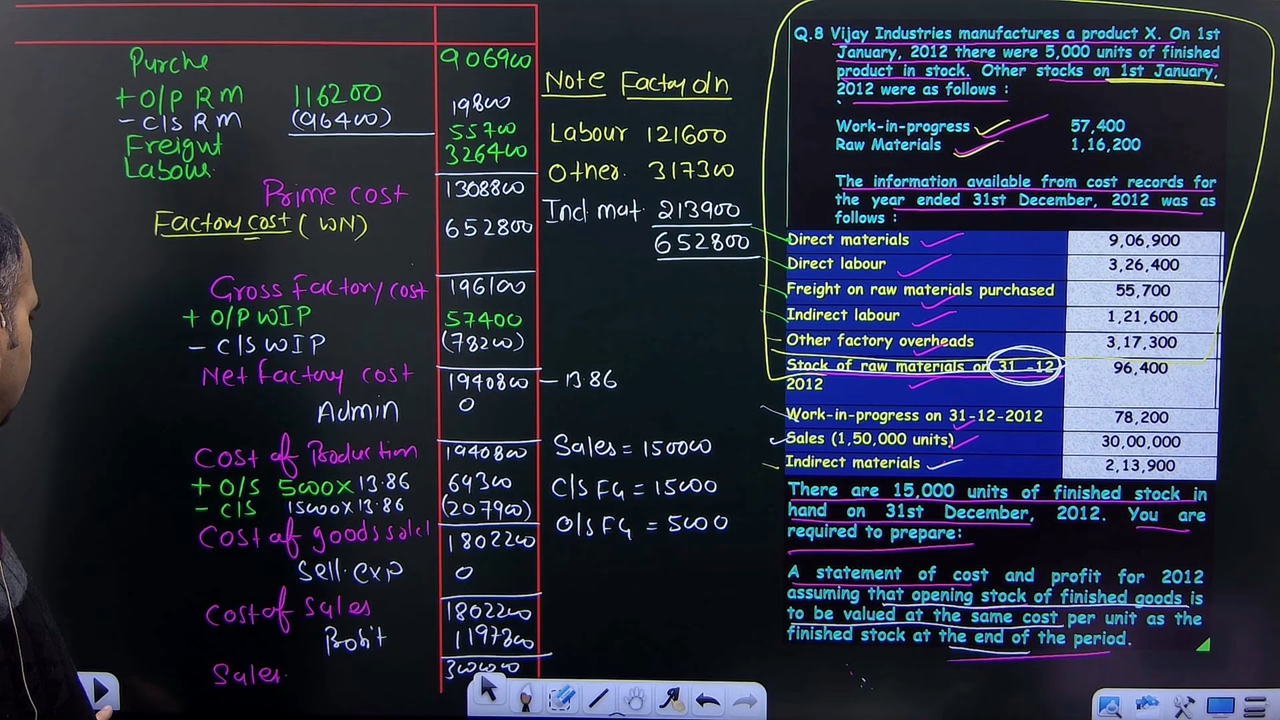 Purche 906900
+ O/P RM 116200
- C/S RM (96400) 19800
Freight 55700
Labour 326400
Prime cost 1308800
Factory cost (WN) 652800
Gross Factory cost 196100
+ O/P WIP 57400
- C/S WIP (78200)
Net Factory cost 1940800 — 13.86
Admin 0
Cost of Production 1940800
+ O/S 5000 x 13.86 69300
- C/S 15000 x 13.86 (207900)
Cost of goods sold 1802200
Sell. exp 0
Cost of Sales 1802200
Profit 1197800
Sales 3000000
Note Factory o/n
Labour 121600
Other. 317300
Ind mat. 213900
652800
Sales = 150000
C/S FG = 15000
O/S FG = 5000
Q.8 Vijay Industries manufactures a product X. On 1st
January, 2012 there were 5,000 units of finished
product in stock. Other stocks on 1st January,
2012 were as follows :
Work-in-progress 57,400
Raw Materials 1,16,200
The information available from cost records for
the year ended 31st December, 2012 was as
follows :
Direct materials 9,06,900
Direct labour 3,26,400
Freight on raw materials purchased 55,700
Indirect labour 1,21,600
Other factory overheads 3,17,300
Stock of raw materials on 31-12- 96,400
2012
Work-in-progress on 31-12-2012 78,200
Sales (1,50,000 units) 30,00,000
Indirect materials 2,13,900
There are 15,000 units of finished stock in
hand on 31st December, 2012. You are
required to prepare:
A statement of cost and profit for 2012
assuming that opening stock of finished goods is
to be valued at the same cost per unit as the
finished stock at the end of the period.